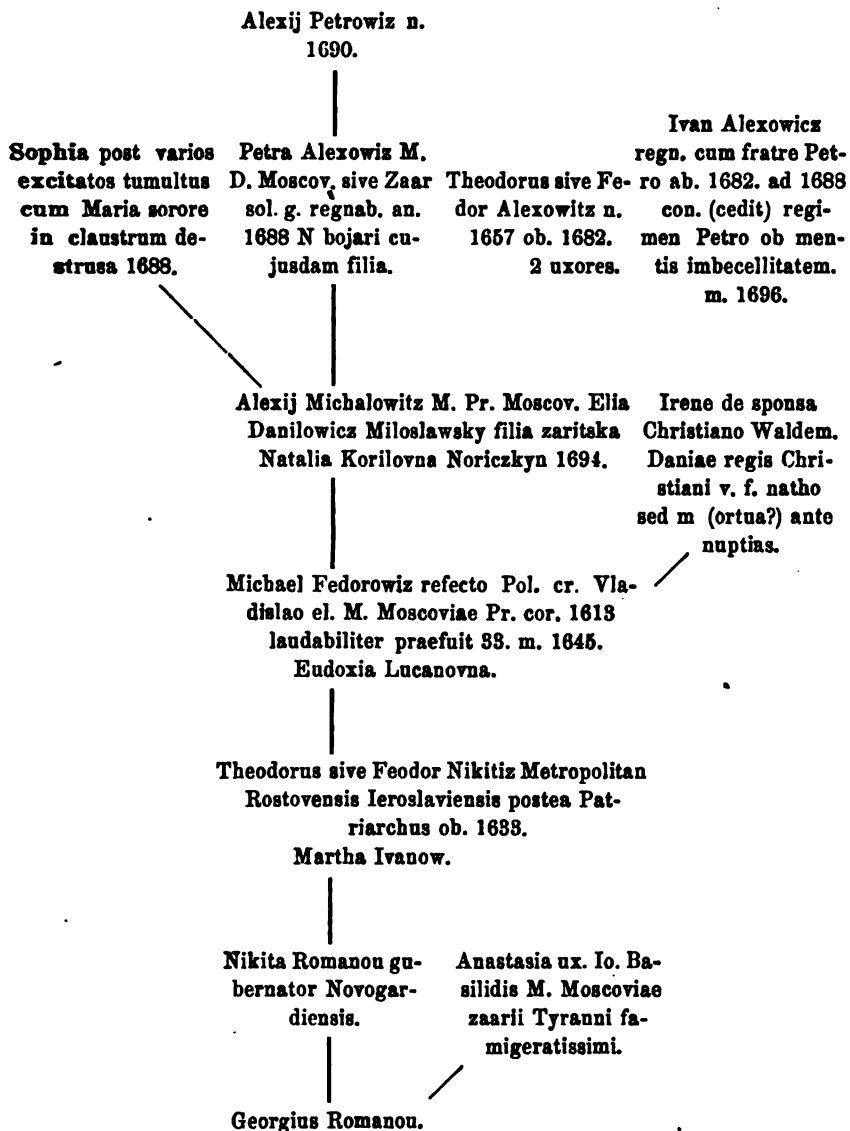 Alexij Petrowiz n.
1690.
Sophia post varios
excitatos tumultus
cum Maria sorore
in claustrum de-
strusa 1688.
Petra Alexowiz M.
D. Moscov. sive Zaar
sol. g. regnab. an.
1688 N bojari cu-
jusdam filia.
Theodorus sive Fe-
dor Alexowitz n.
1657 ob. 1682.
2 uxores.
Ivan Alexowicz
regn. cum fratre Pet-
ro ab. 1682. ad 1688
con. (cedit) regi-
men Petro ob men-
tis imbecellitatem.
m. 1696.
Alexij Michalowitz M. Pr. Moscov. Elia
Danilowicz Miloslawsky filia zaritska
Natalia Korilovna Noriczkyn 1694.
Irene de sponsa
Christiano Waldem.
Daniae regis Chri-
stiani v. f. natho
sed m (ortua?) ante
nuptias.
Michael Fedorowiz refecto Pol. cr. Vla-
dislao el. M. Moscoviae Pr. cor. 1613
laudabiliter praefuit 33. m. 1645.
Eudoxia Lucanovna.
Theodorus sive Feodor Nikitiz Metropolitan
Rostovensis Ieroslaviensis postea Pat-
riarchus ob. 1633.
Martha Ivanow.
Nikita Romanou gu-
bernator Novogar-
diensis.
Anastasia ux. Io. Ba-
silidis M. Moscoviae
zaarii Tyranni fa-
migeratissimi.
Georgius Romanou.